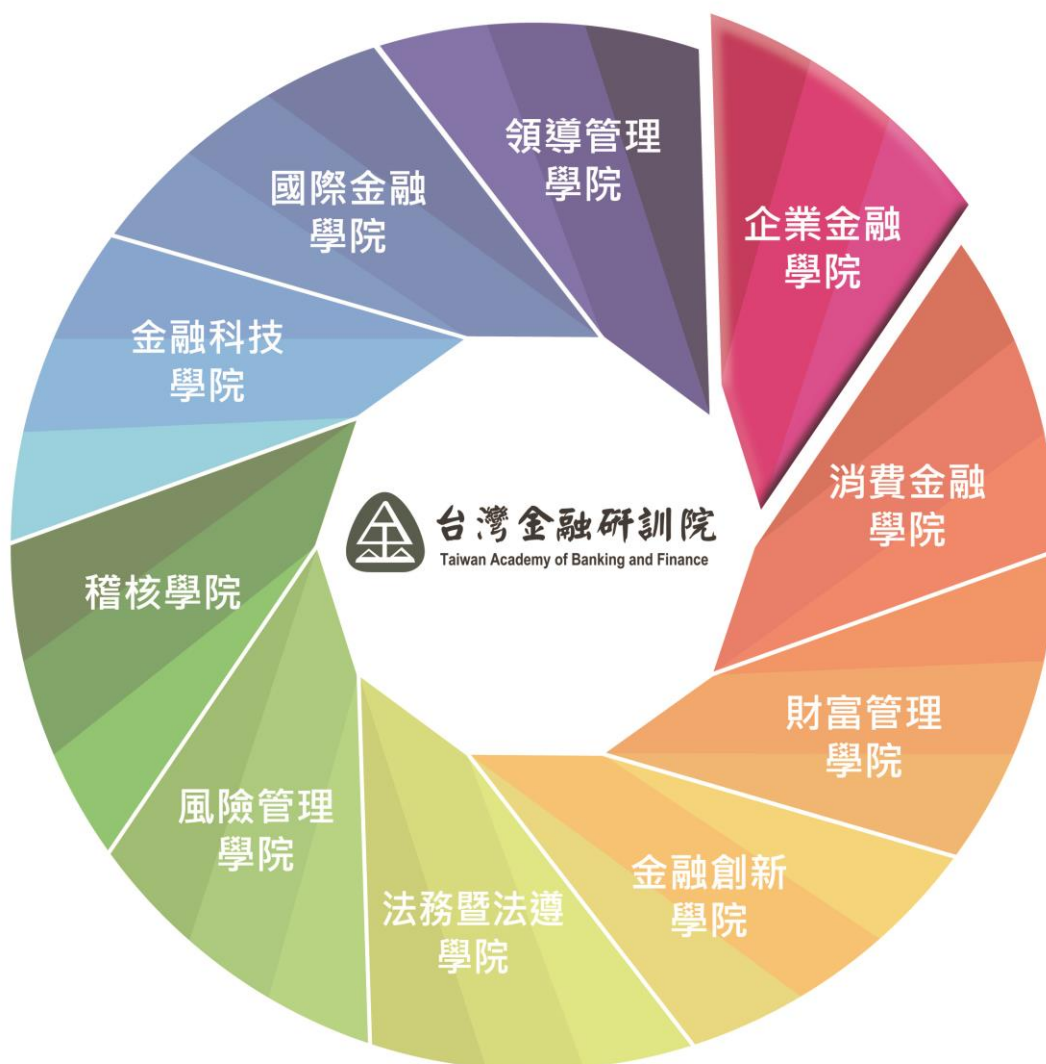 領導管理
學院
企業金融
學院
消費金融
學院
財富管理
學院
金融創新
學院
法務暨法遵
學院
風險管理
學院
稽核學院
金融科技
學院
國際金融
學院
台灣金融研訓院
Taiwan Academy of Banking and Finance